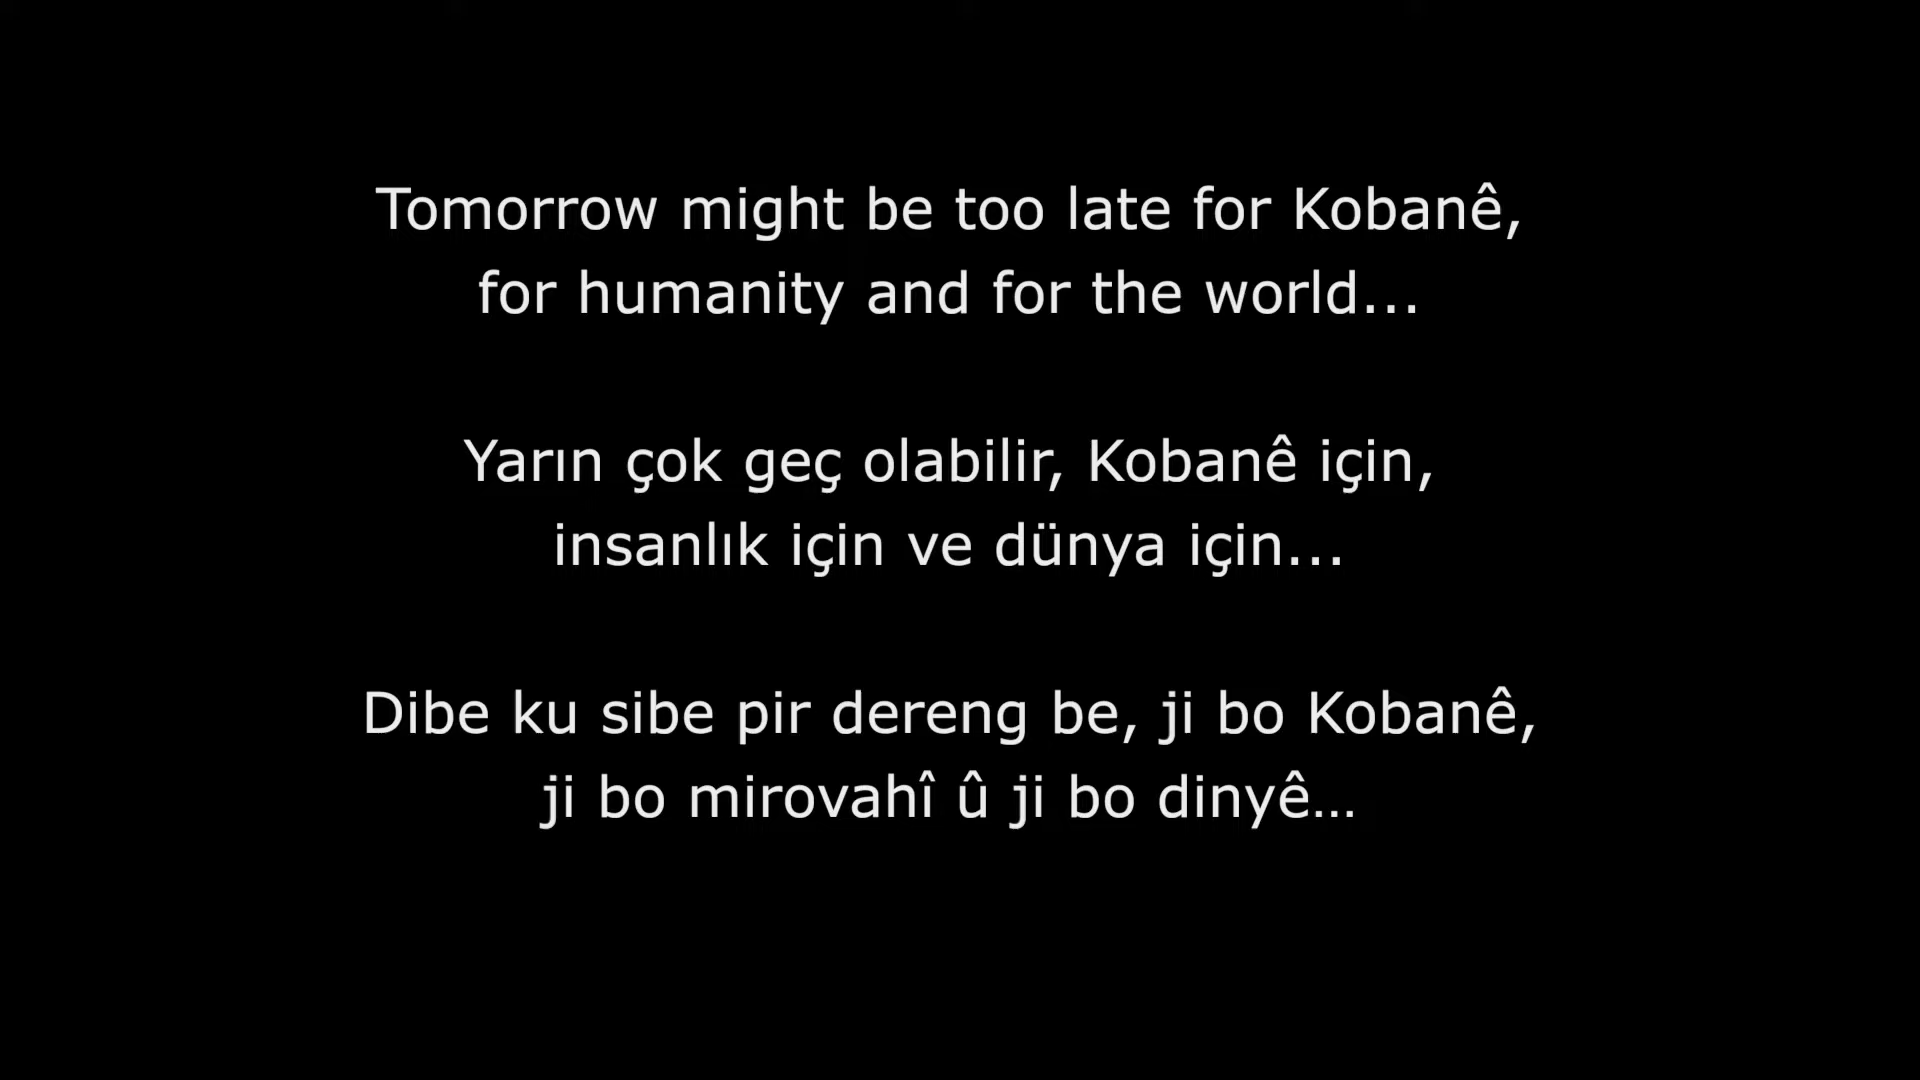 Tomorrow might be too late for Kobanê,
for humanity and for the world...
Yarın çok geç olabilir, Kobanê için,
insanlık için ve dünya için...
Dibe ku sibe pir dereng be, ji bo Kobanê,
ji bo mirovahî û ji bo dinyê...